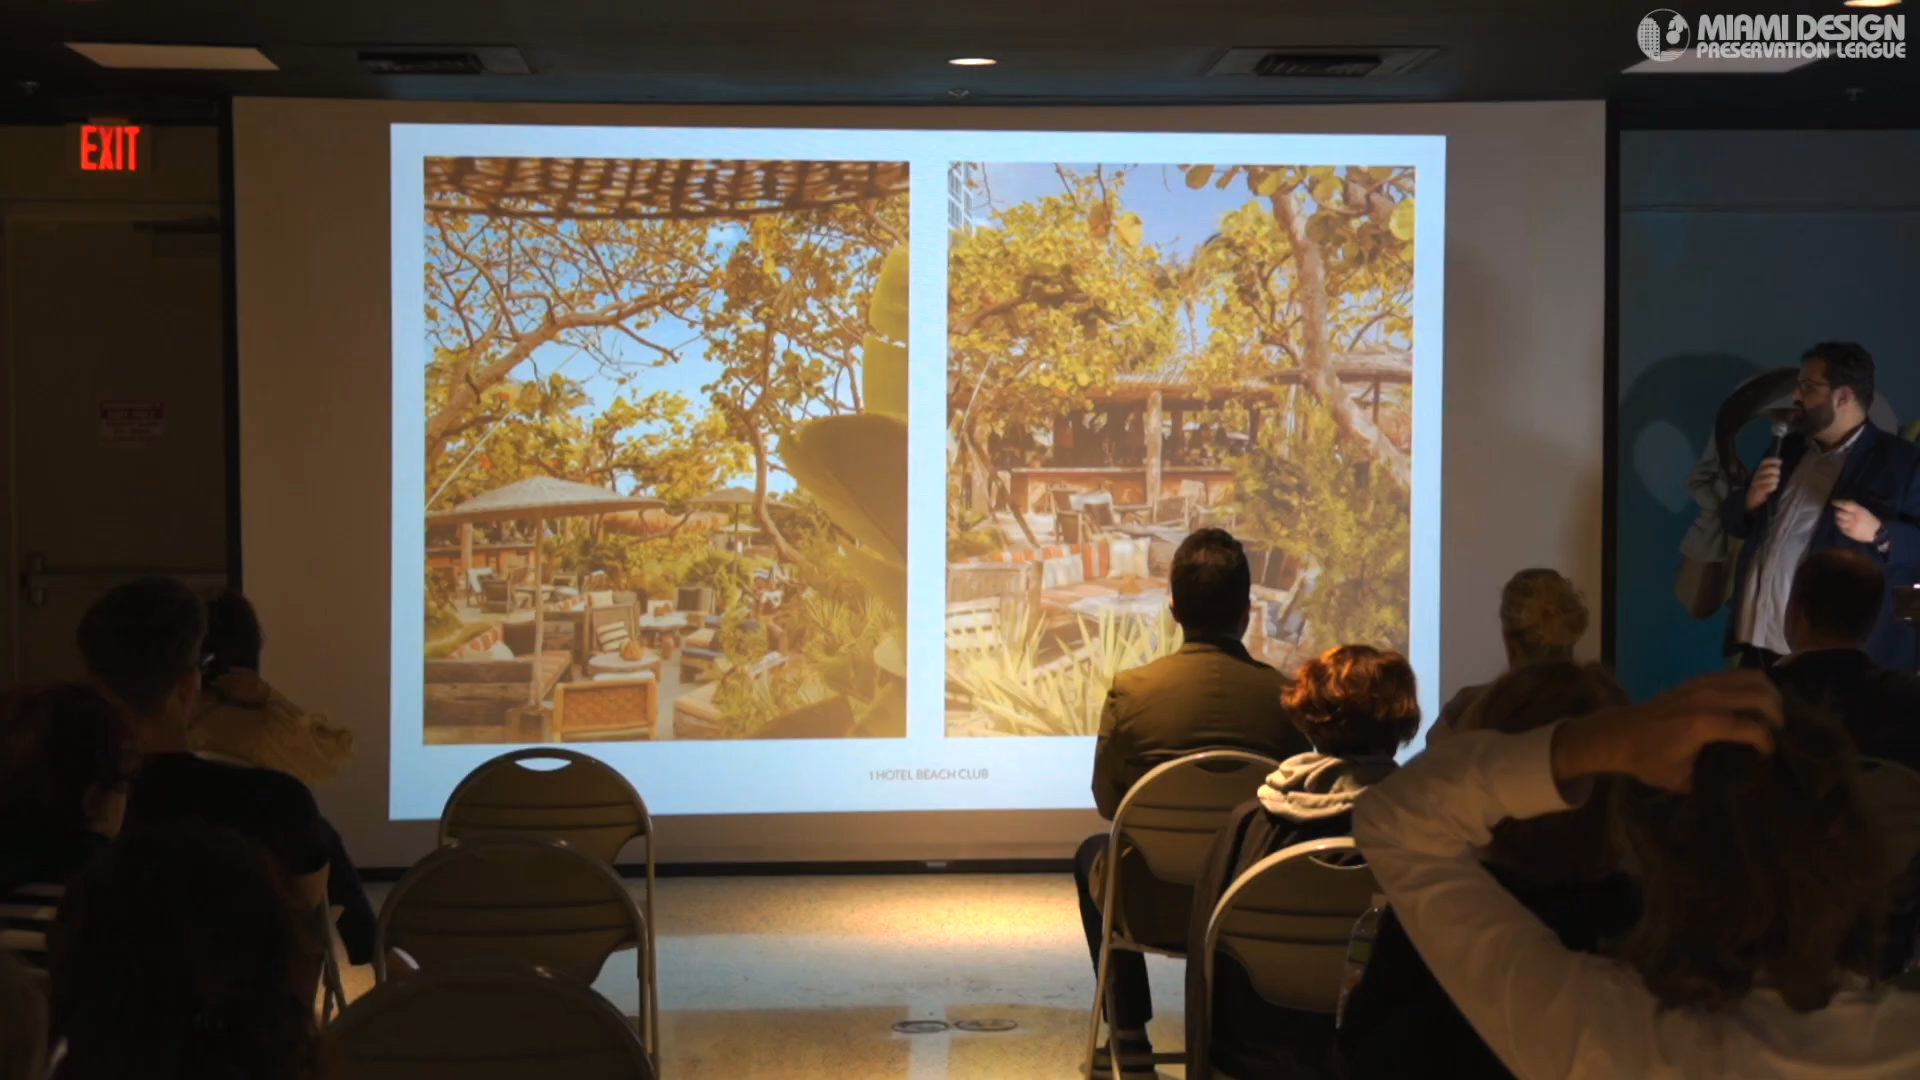 MIAMI DESIGN
PRESERVATION LEAGUE
EXIT
1 HOTEL BEACH CLUB